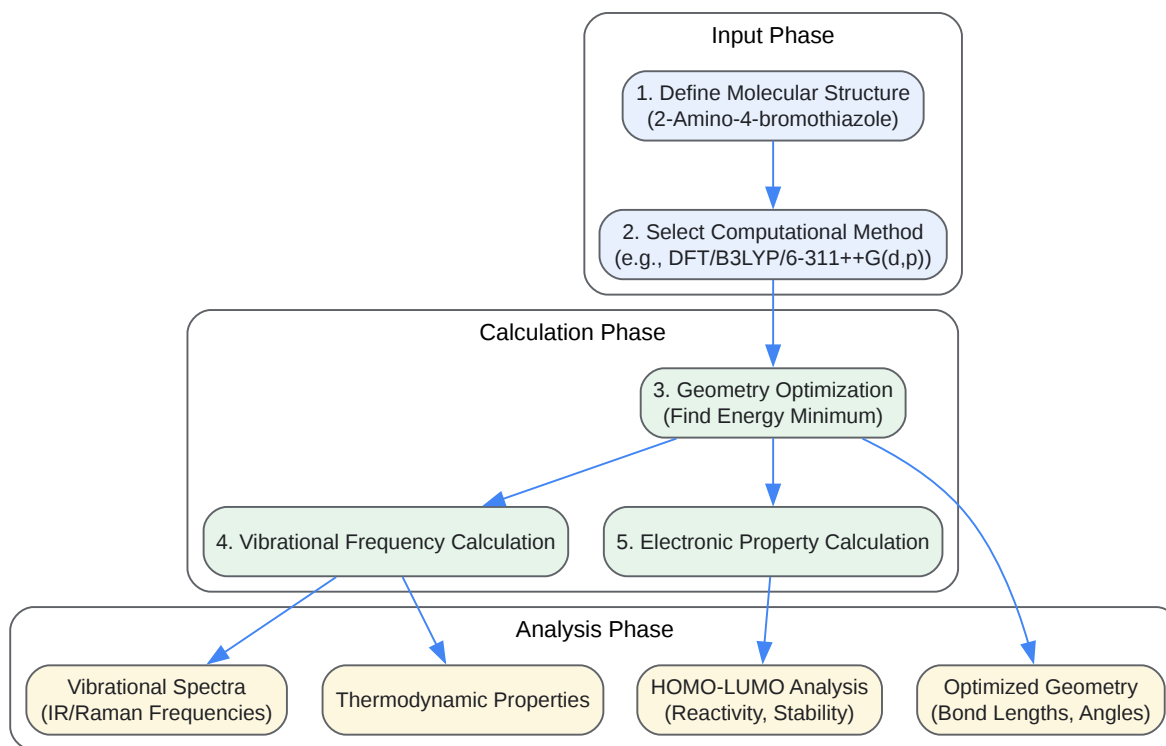 Input Phase
1. Define Molecular Structure
(2-Amino-4-bromothiazole)
2. Select Computational Method
(e.g., DFT/B3LYP/6-311++G(d,p))
Calculation Phase
3. Geometry Optimization
(Find Energy Minimum)
4. Vibrational Frequency Calculation
5. Electronic Property Calculation
Analysis Phase
Vibrational Spectra
(IR/Raman Frequencies)
Thermodynamic Properties
HOMO-LUMO Analysis
(Reactivity, Stability)
Optimized Geometry
(Bond Lengths, Angles)